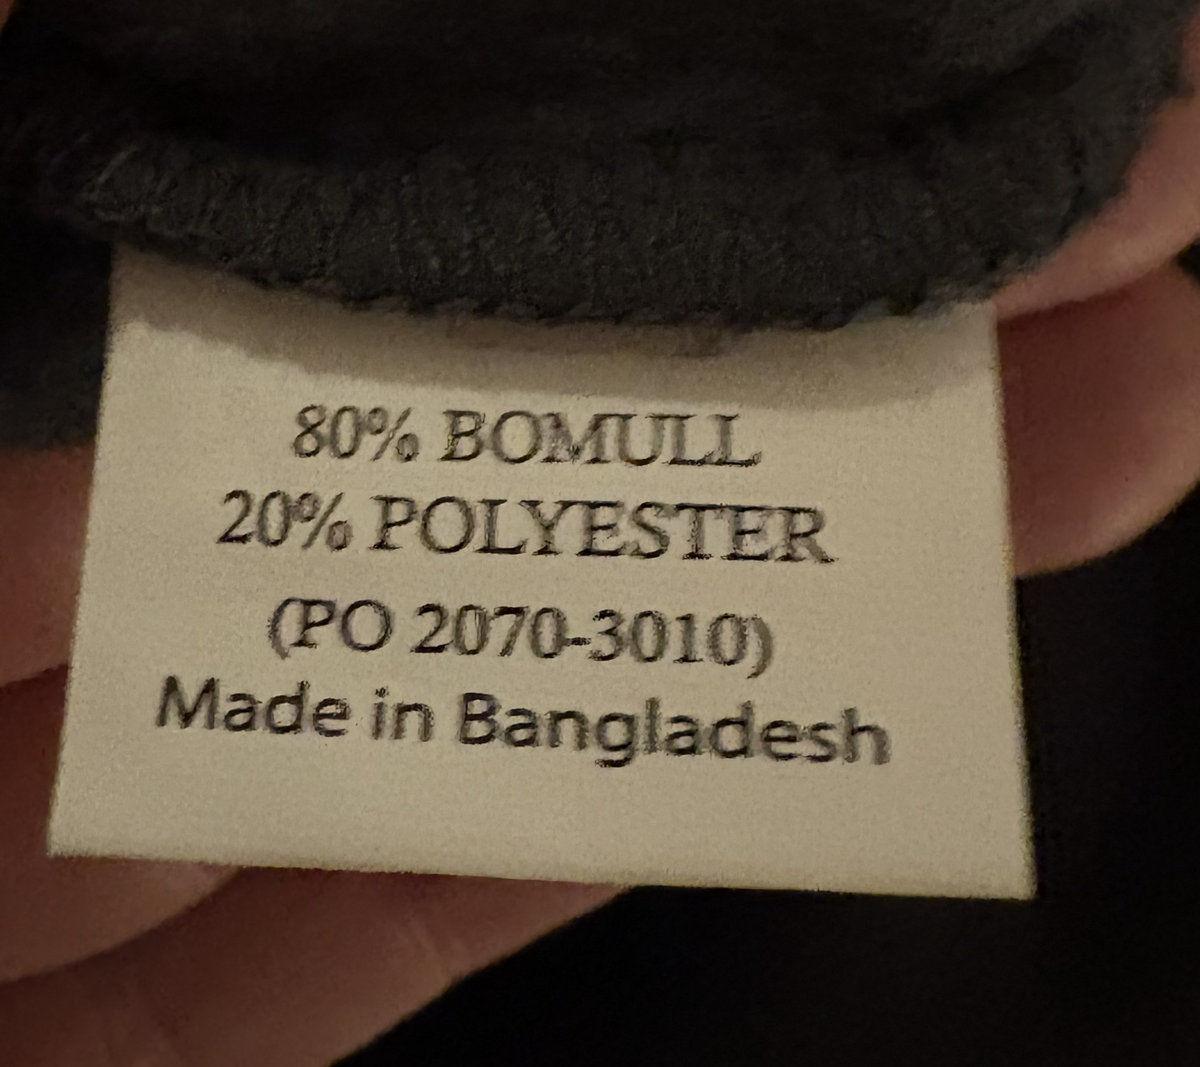 80% BOMULL
20% POLYESTER
(PO 2070-3010)
Made in Bangladesh